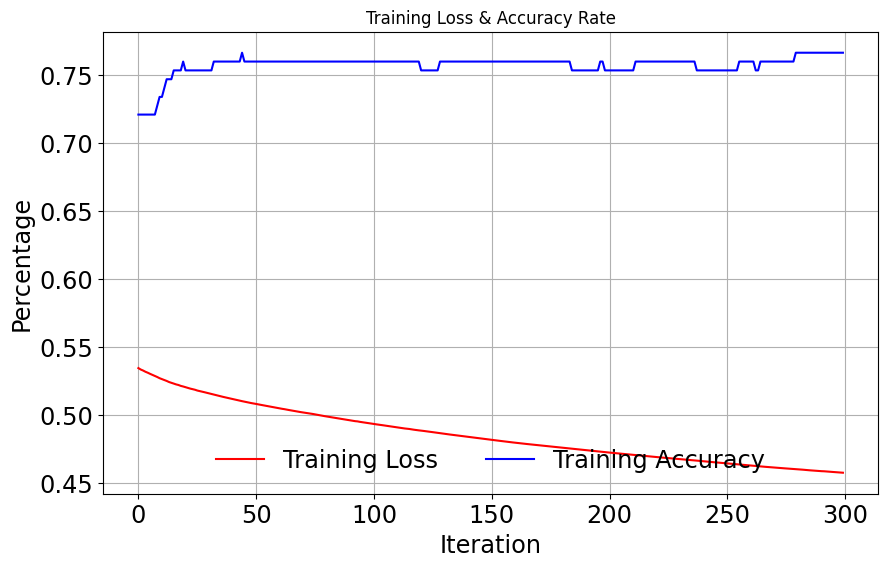 Training Loss & Accuracy Rate
Percentage
0.75
0.70
0.65
0.60
0.55
0.50
0.45
Training Loss Training Accuracy
0 50 100 150 200 250 300
Iteration